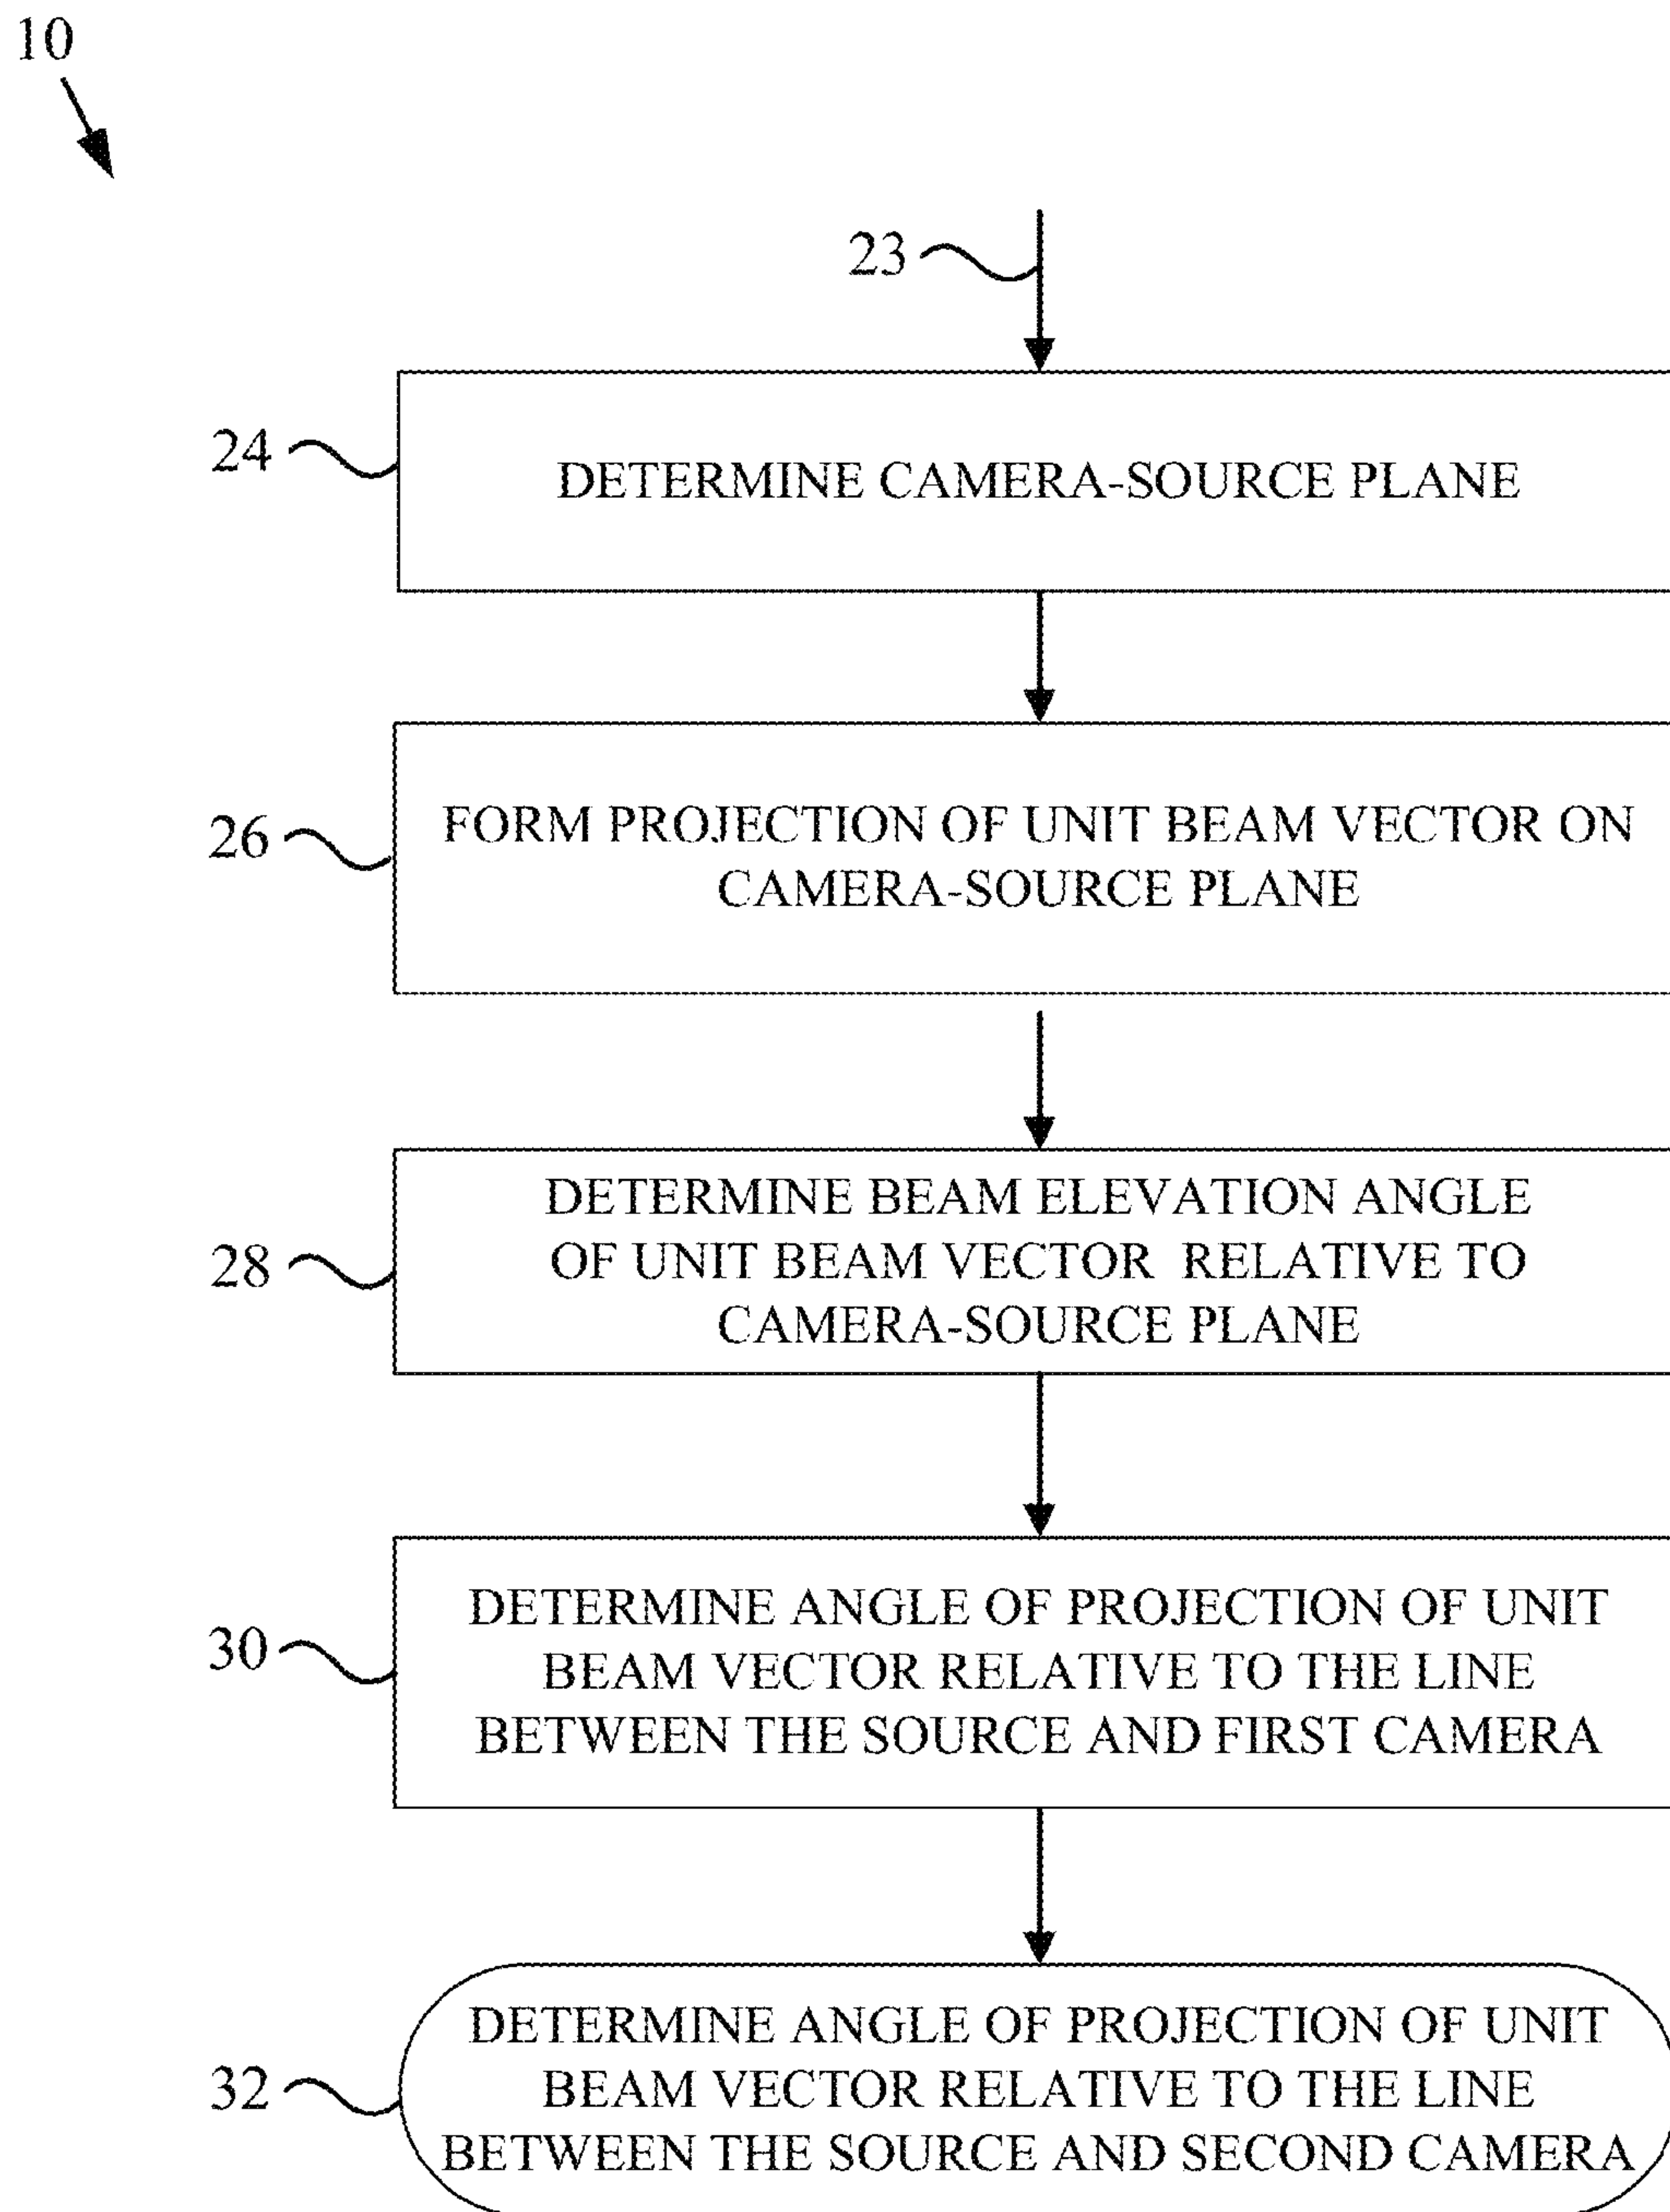 10
23
24
DETERMINE CAMERA-SOURCE PLANE
26
FORM PROJECTION OF UNIT BEAM VECTOR ON
CAMERA-SOURCE PLANE
28
DETERMINE BEAM ELEVATION ANGLE
OF UNIT BEAM VECTOR RELATIVE TO
CAMERA-SOURCE PLANE
30
DETERMINE ANGLE OF PROJECTION OF UNIT
BEAM VECTOR RELATIVE TO THE LINE
BETWEEN THE SOURCE AND FIRST CAMERA
32
DETERMINE ANGLE OF PROJECTION OF UNIT
BEAM VECTOR RELATIVE TO THE LINE
BETWEEN THE SOURCE AND SECOND CAMERA